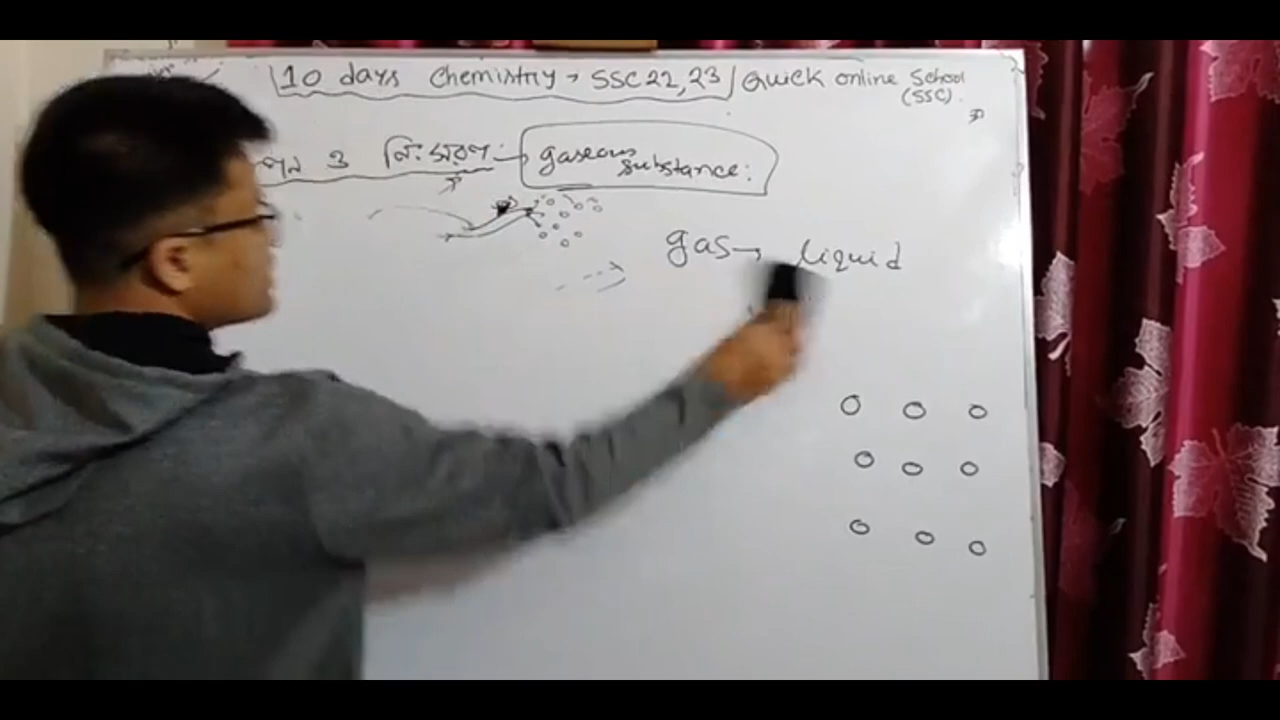 10 days Chemistry → SSC 22, 23 / Quick online School
(SSC).
ও নিঃসরণ: → gaseous
substance:
gas → liquid